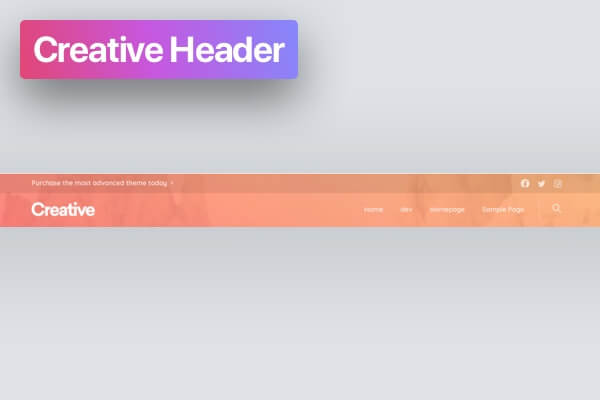 Creative Header
Purchase the most advanced theme today
Creative
Home dev Homepage Sample Page